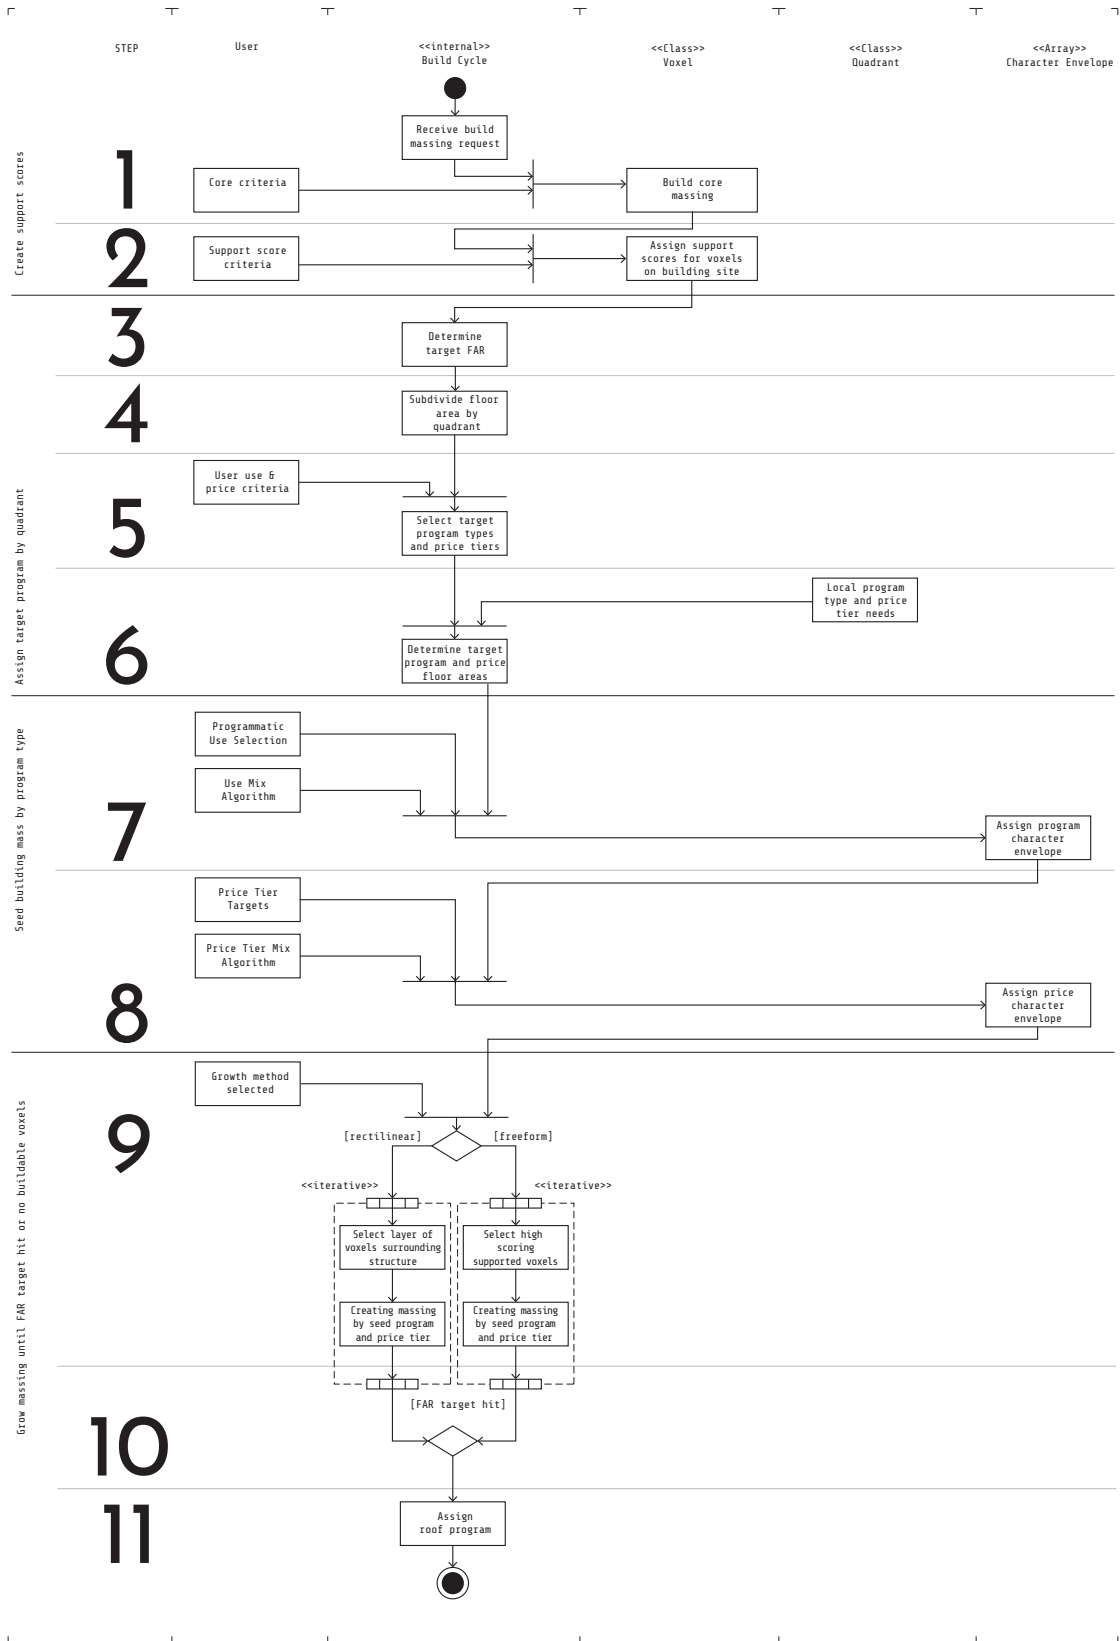 STEP
User
<<internal>>
Build Cycle
<<Class>>
Voxel
<<Class>>
Quadrant
<<Array>>
Character Envelope
Create support scores
1
Receive build
massing request
Core criteria
Build core
massing
2
Support score
criteria
Assign support
scores for voxels
on building site
Assign target program by quadrant
3
Determine
target FAR
4
Subdivide floor
area by
quadrant
5
User use &
price criteria
Select target
program types
and price tiers
6
Local program
type and price
tier needs
Determine target
program and price
floor areas
Seed building mass by program type
7
Programmatic
Use Selection
Use Mix
Algorithm
Assign program
character
envelope
8
Price Tier
Targets
Price Tier Mix
Algorithm
Assign price
character
envelope
Grow massing until FAR target hit or no buildable voxels
9
Growth method
selected
[rectilinear]
[freeform]
<<iterative>>
<<iterative>>
Select layer of
voxels surrounding
structure
Select high
scoring
supported voxels
Creating massing
by seed program
and price tier
Creating massing
by seed program
and price tier
10
[FAR target hit]
11
Assign
roof program